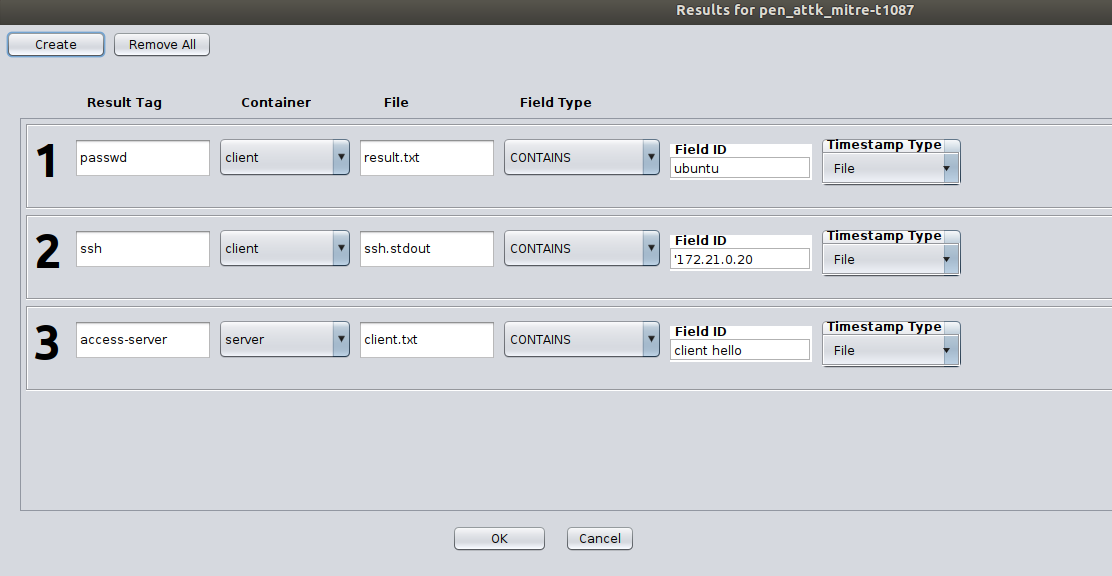 Results for pen_attk_mitre-t1087
Create Remove All
Result Tag Container File Field Type
1 passwd client result.txt CONTAINS Field ID ubuntu Timestamp Type File
2 ssh client ssh.stdout CONTAINS Field ID '172.21.0.20 Timestamp Type File
3 access-server server client.txt CONTAINS Field ID client hello Timestamp Type File
OK Cancel